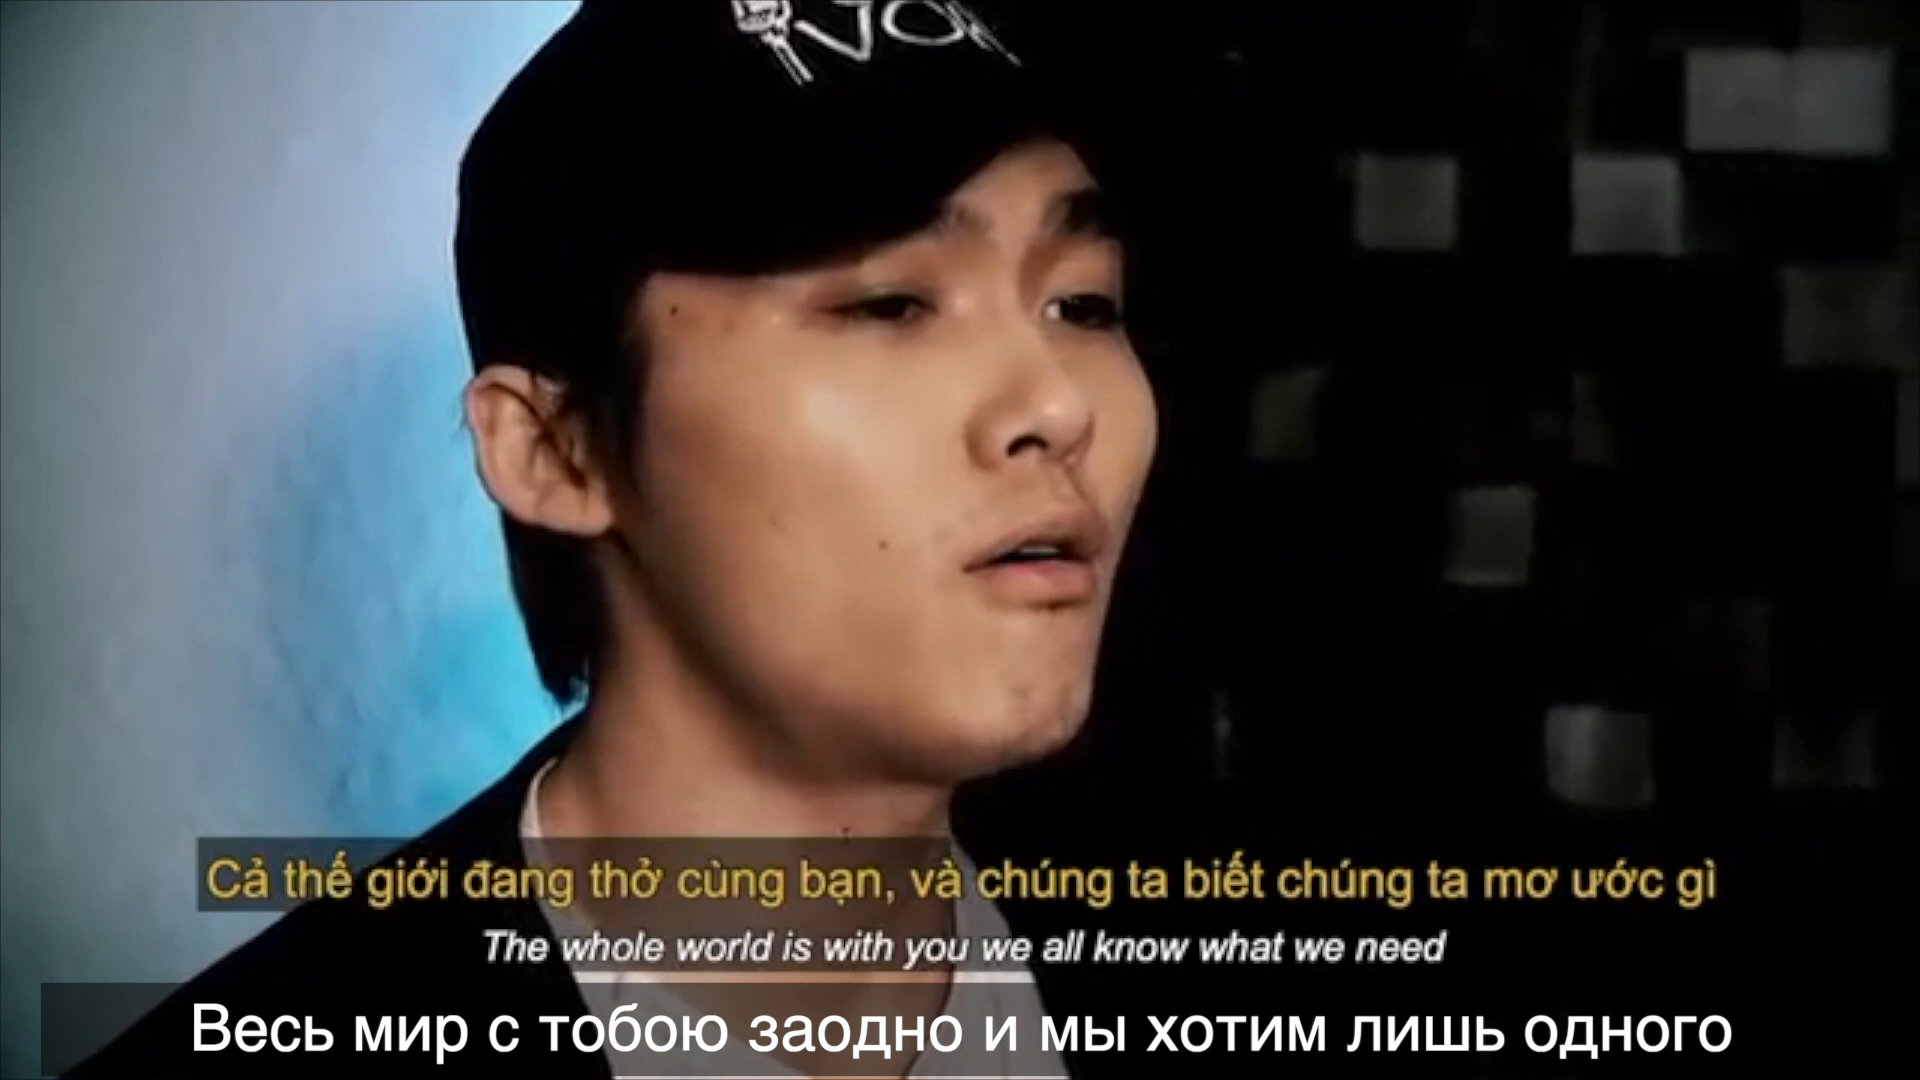 Cả thế giới đang thở cùng bạn, và chúng ta biết chúng ta mơ ước gì
The whole world is with you we all know what we need
Весь мир с тобою заодно и мы хотим лишь одного